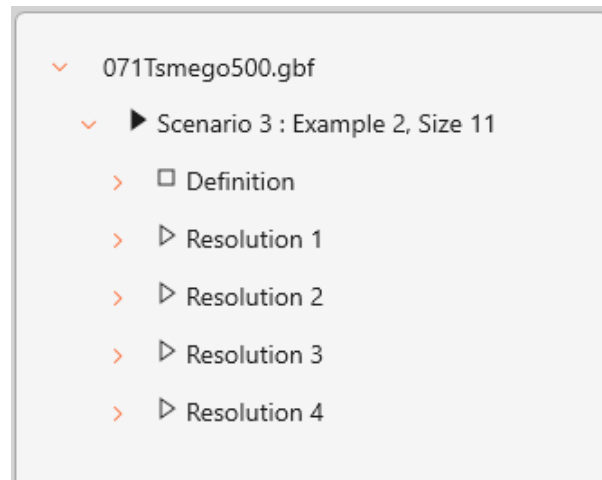 071Tsmego500.gbf
Scenario 3 : Example 2, Size 11
Definition
Resolution 1
Resolution 2
Resolution 3
Resolution 4